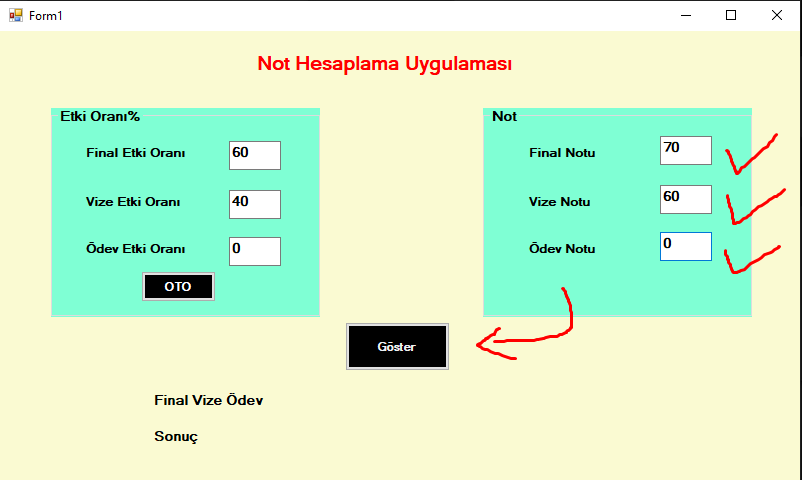 Form1
Not Hesaplama Uygulaması
Etki Oranı%
Final Etki Oranı 60
Vize Etki Oranı 40
Ödev Etki Oranı 0
OTO
Not
Final Notu 70
Vize Notu 60
Ödev Notu 0
Göster
Final Vize Ödev
Sonuç